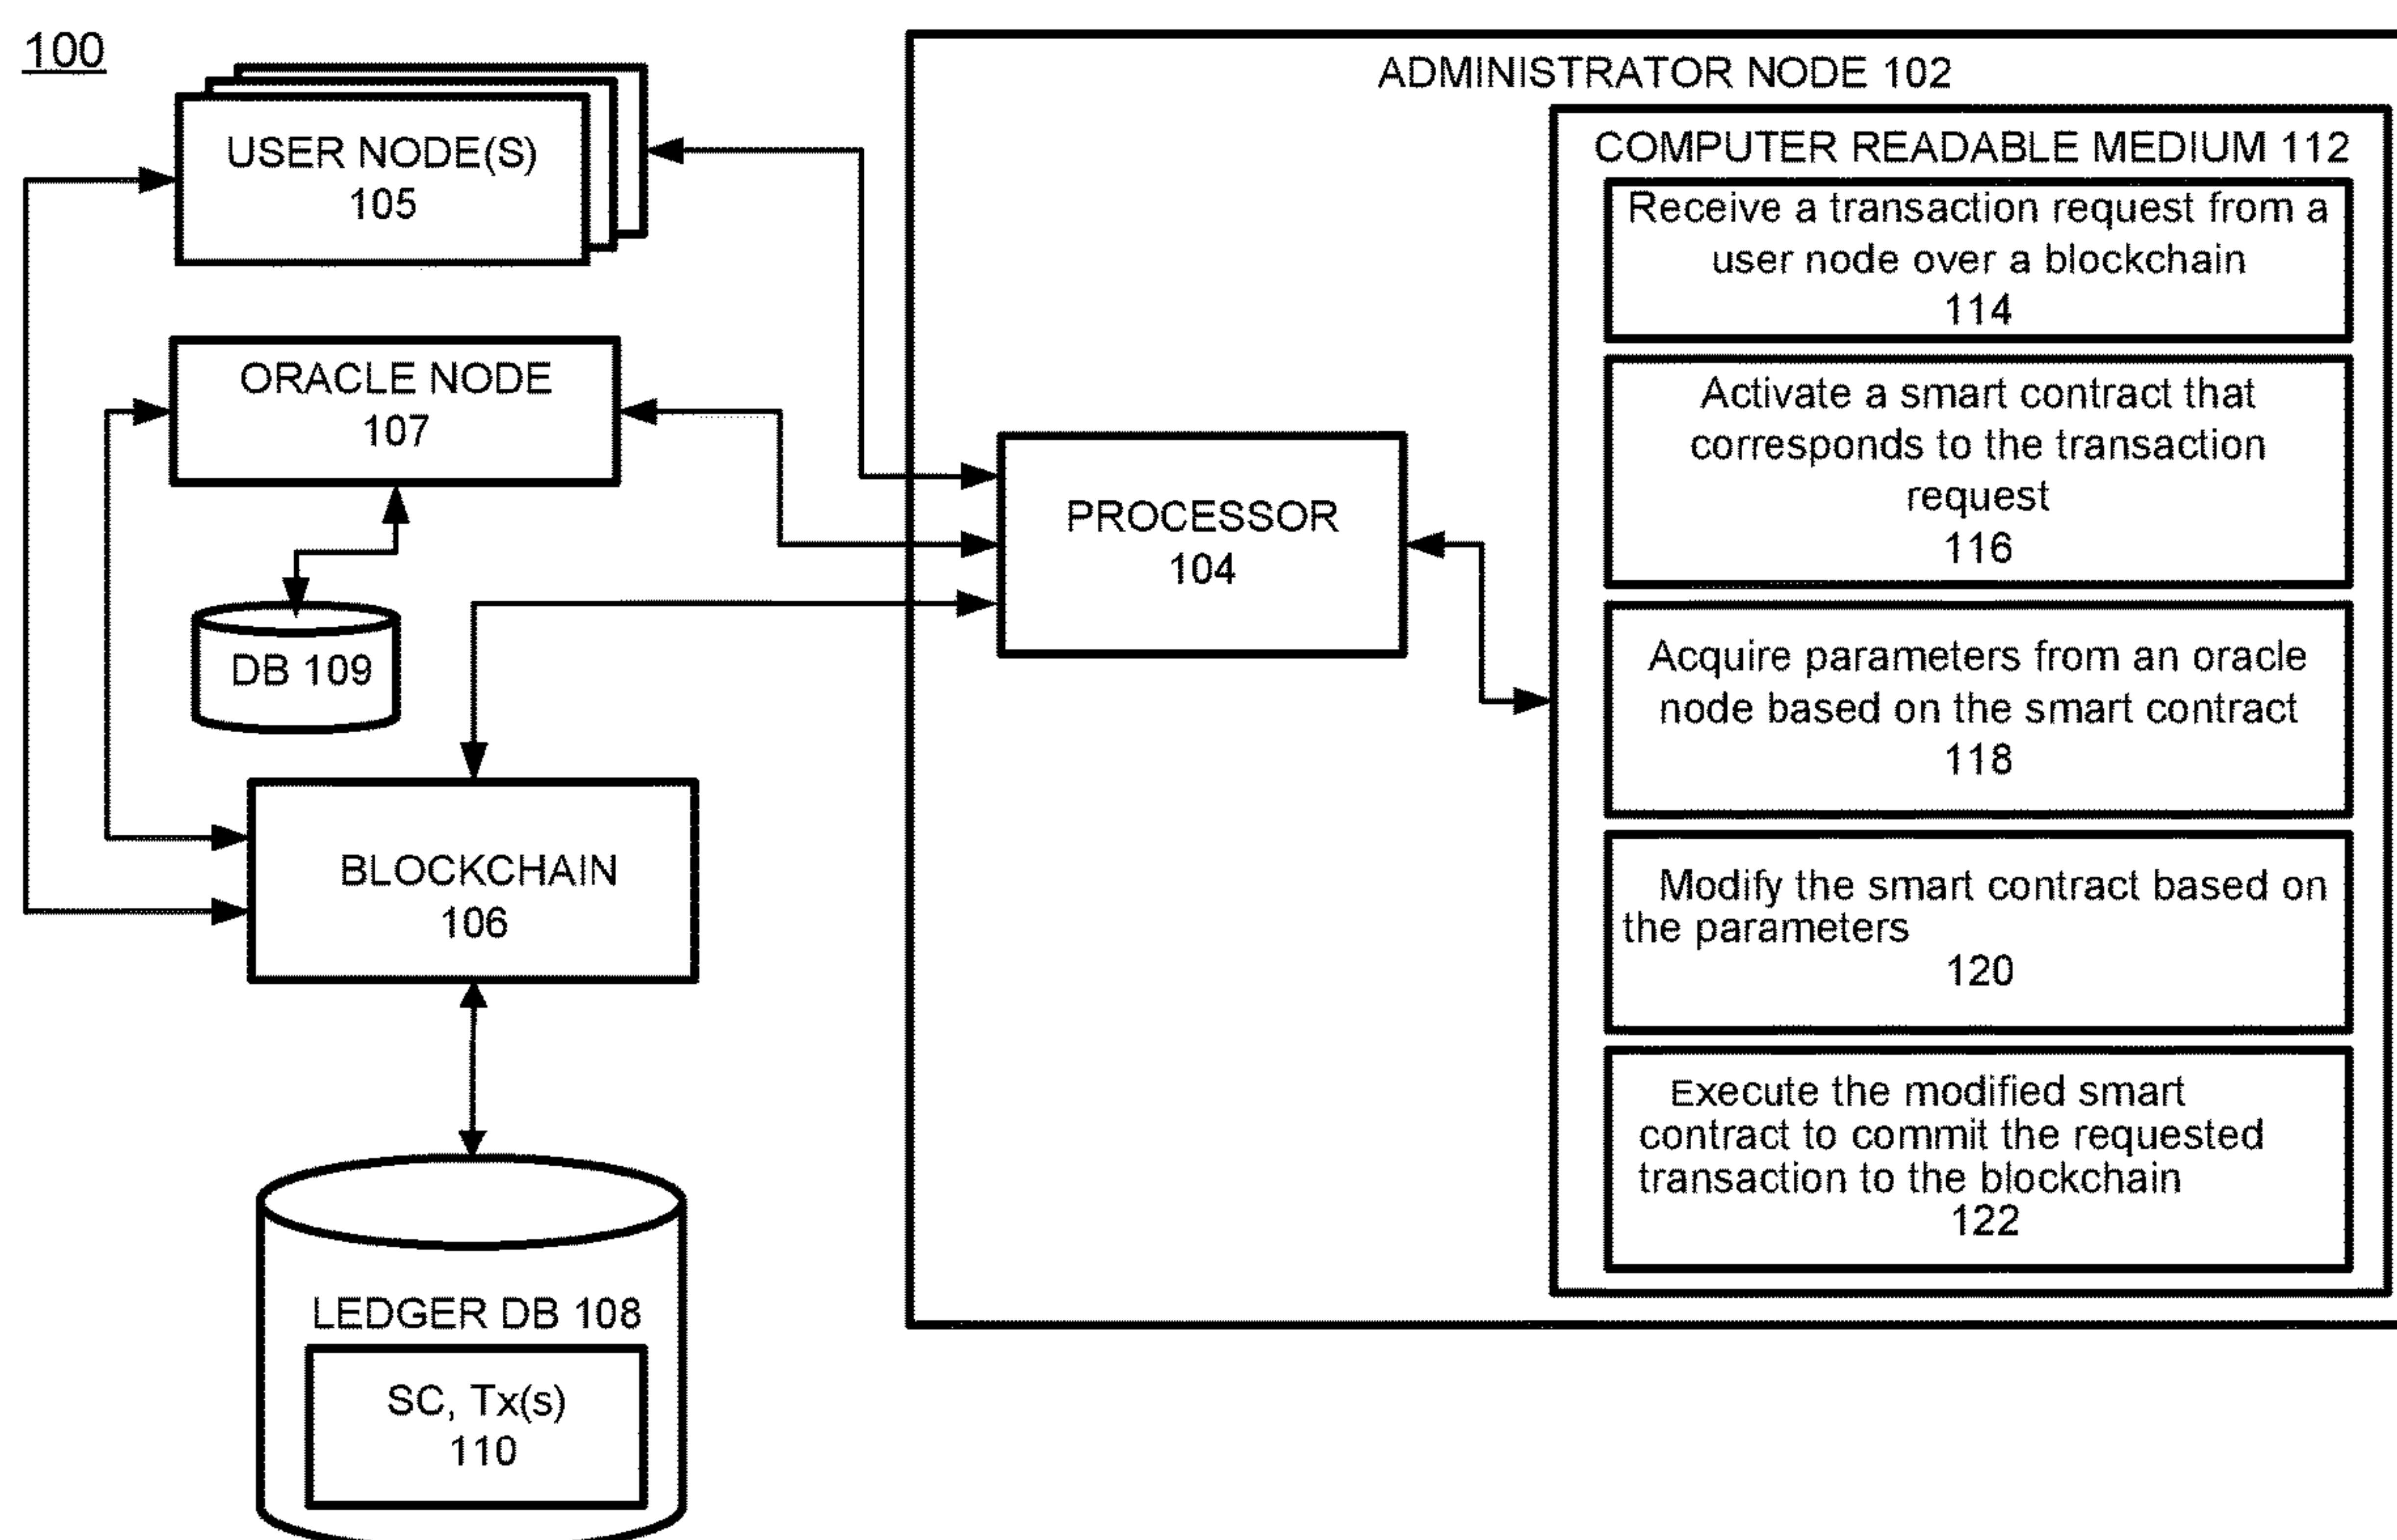 100
USER NODE(S)
105
ORACLE NODE
107
DB 109
BLOCKCHAIN
106
LEDGER DB 108
SC, Tx(s)
110
ADMINISTRATOR NODE 102
PROCESSOR
104
COMPUTER READABLE MEDIUM 112
Receive a transaction request from a
user node over a blockchain
114
Activate a smart contract that
corresponds to the transaction
request
116
Acquire parameters from an oracle
node based on the smart contract
118
Modify the smart contract based on
the parameters
120
Execute the modified smart
contract to commit the requested
transaction to the blockchain
122